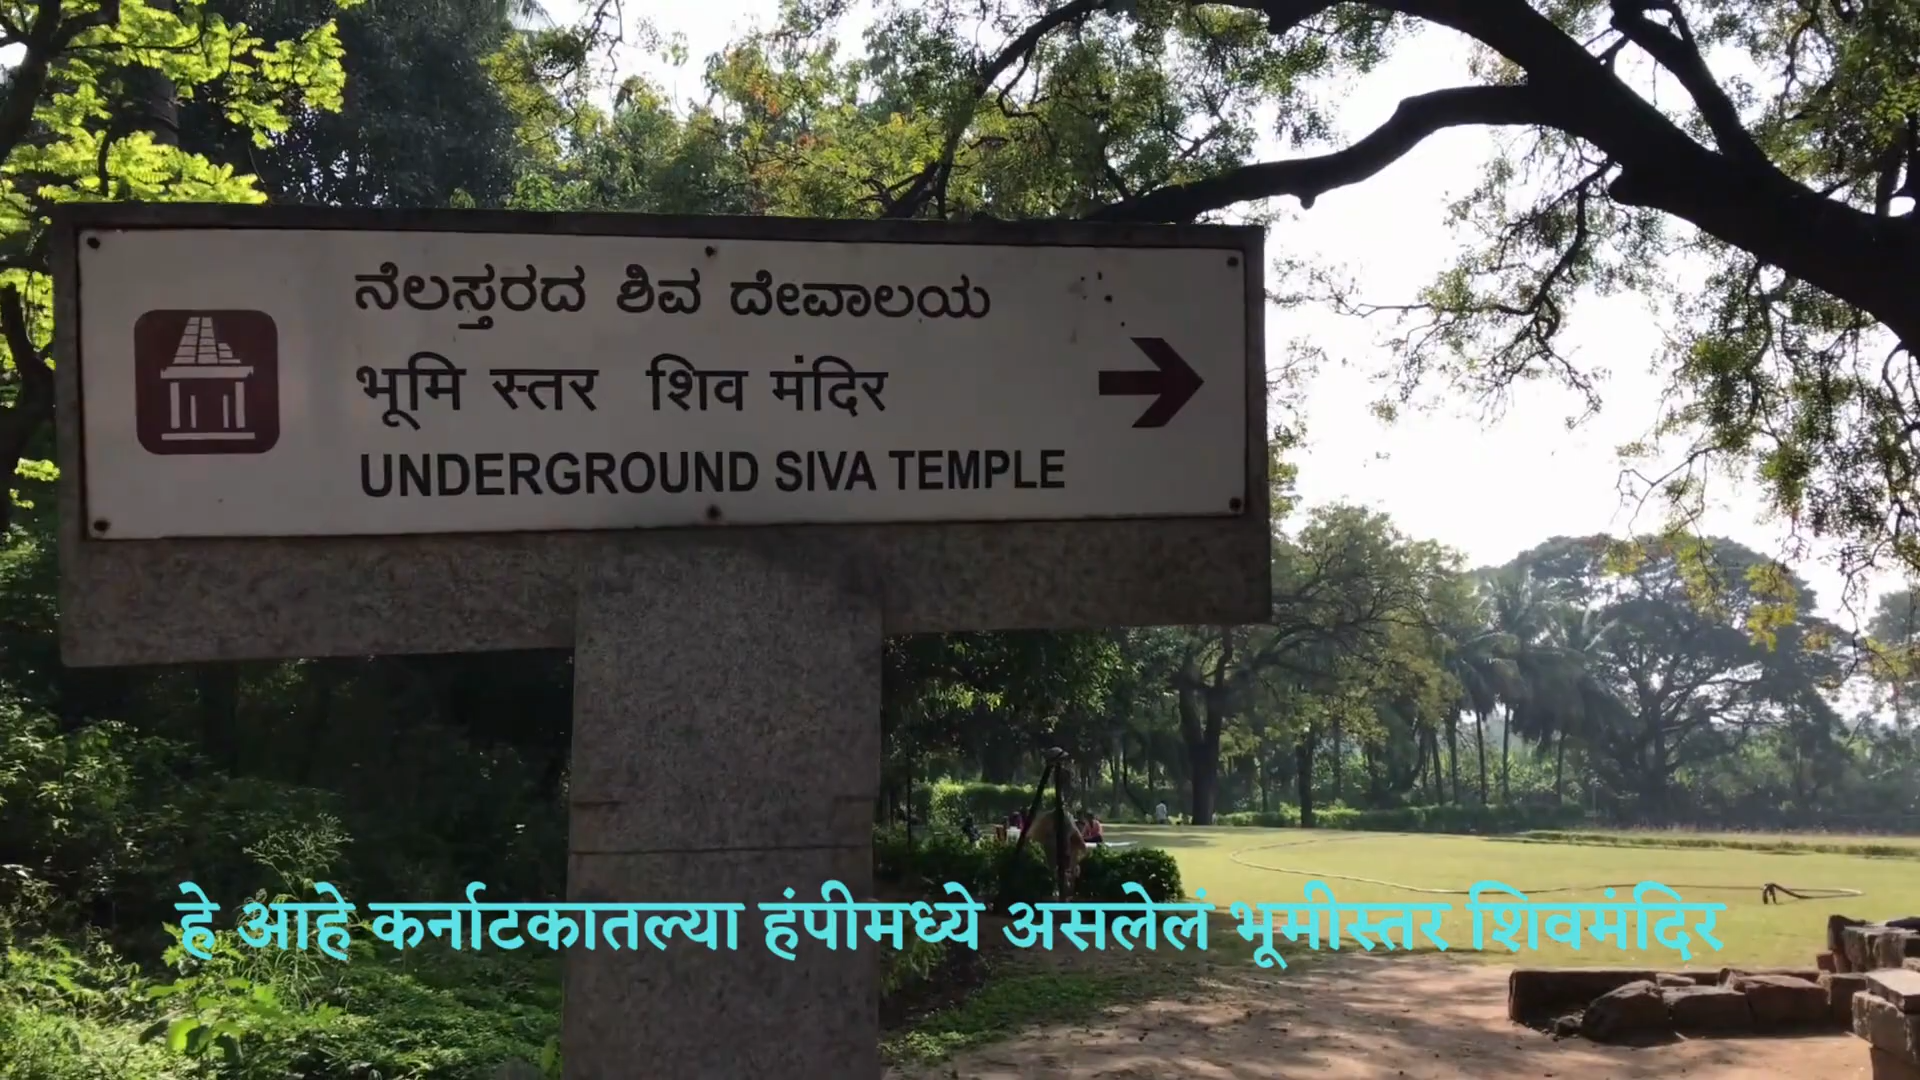 ನೆಲಸ್ತರದ ಶಿವ ದೇವಾಲಯ
भूमि स्तर शिव मंदिर
UNDERGROUND SIVA TEMPLE
हे आहे कर्नाटकातल्या हंपीमध्ये असलेलं भूमीस्तर शिवमंदिर